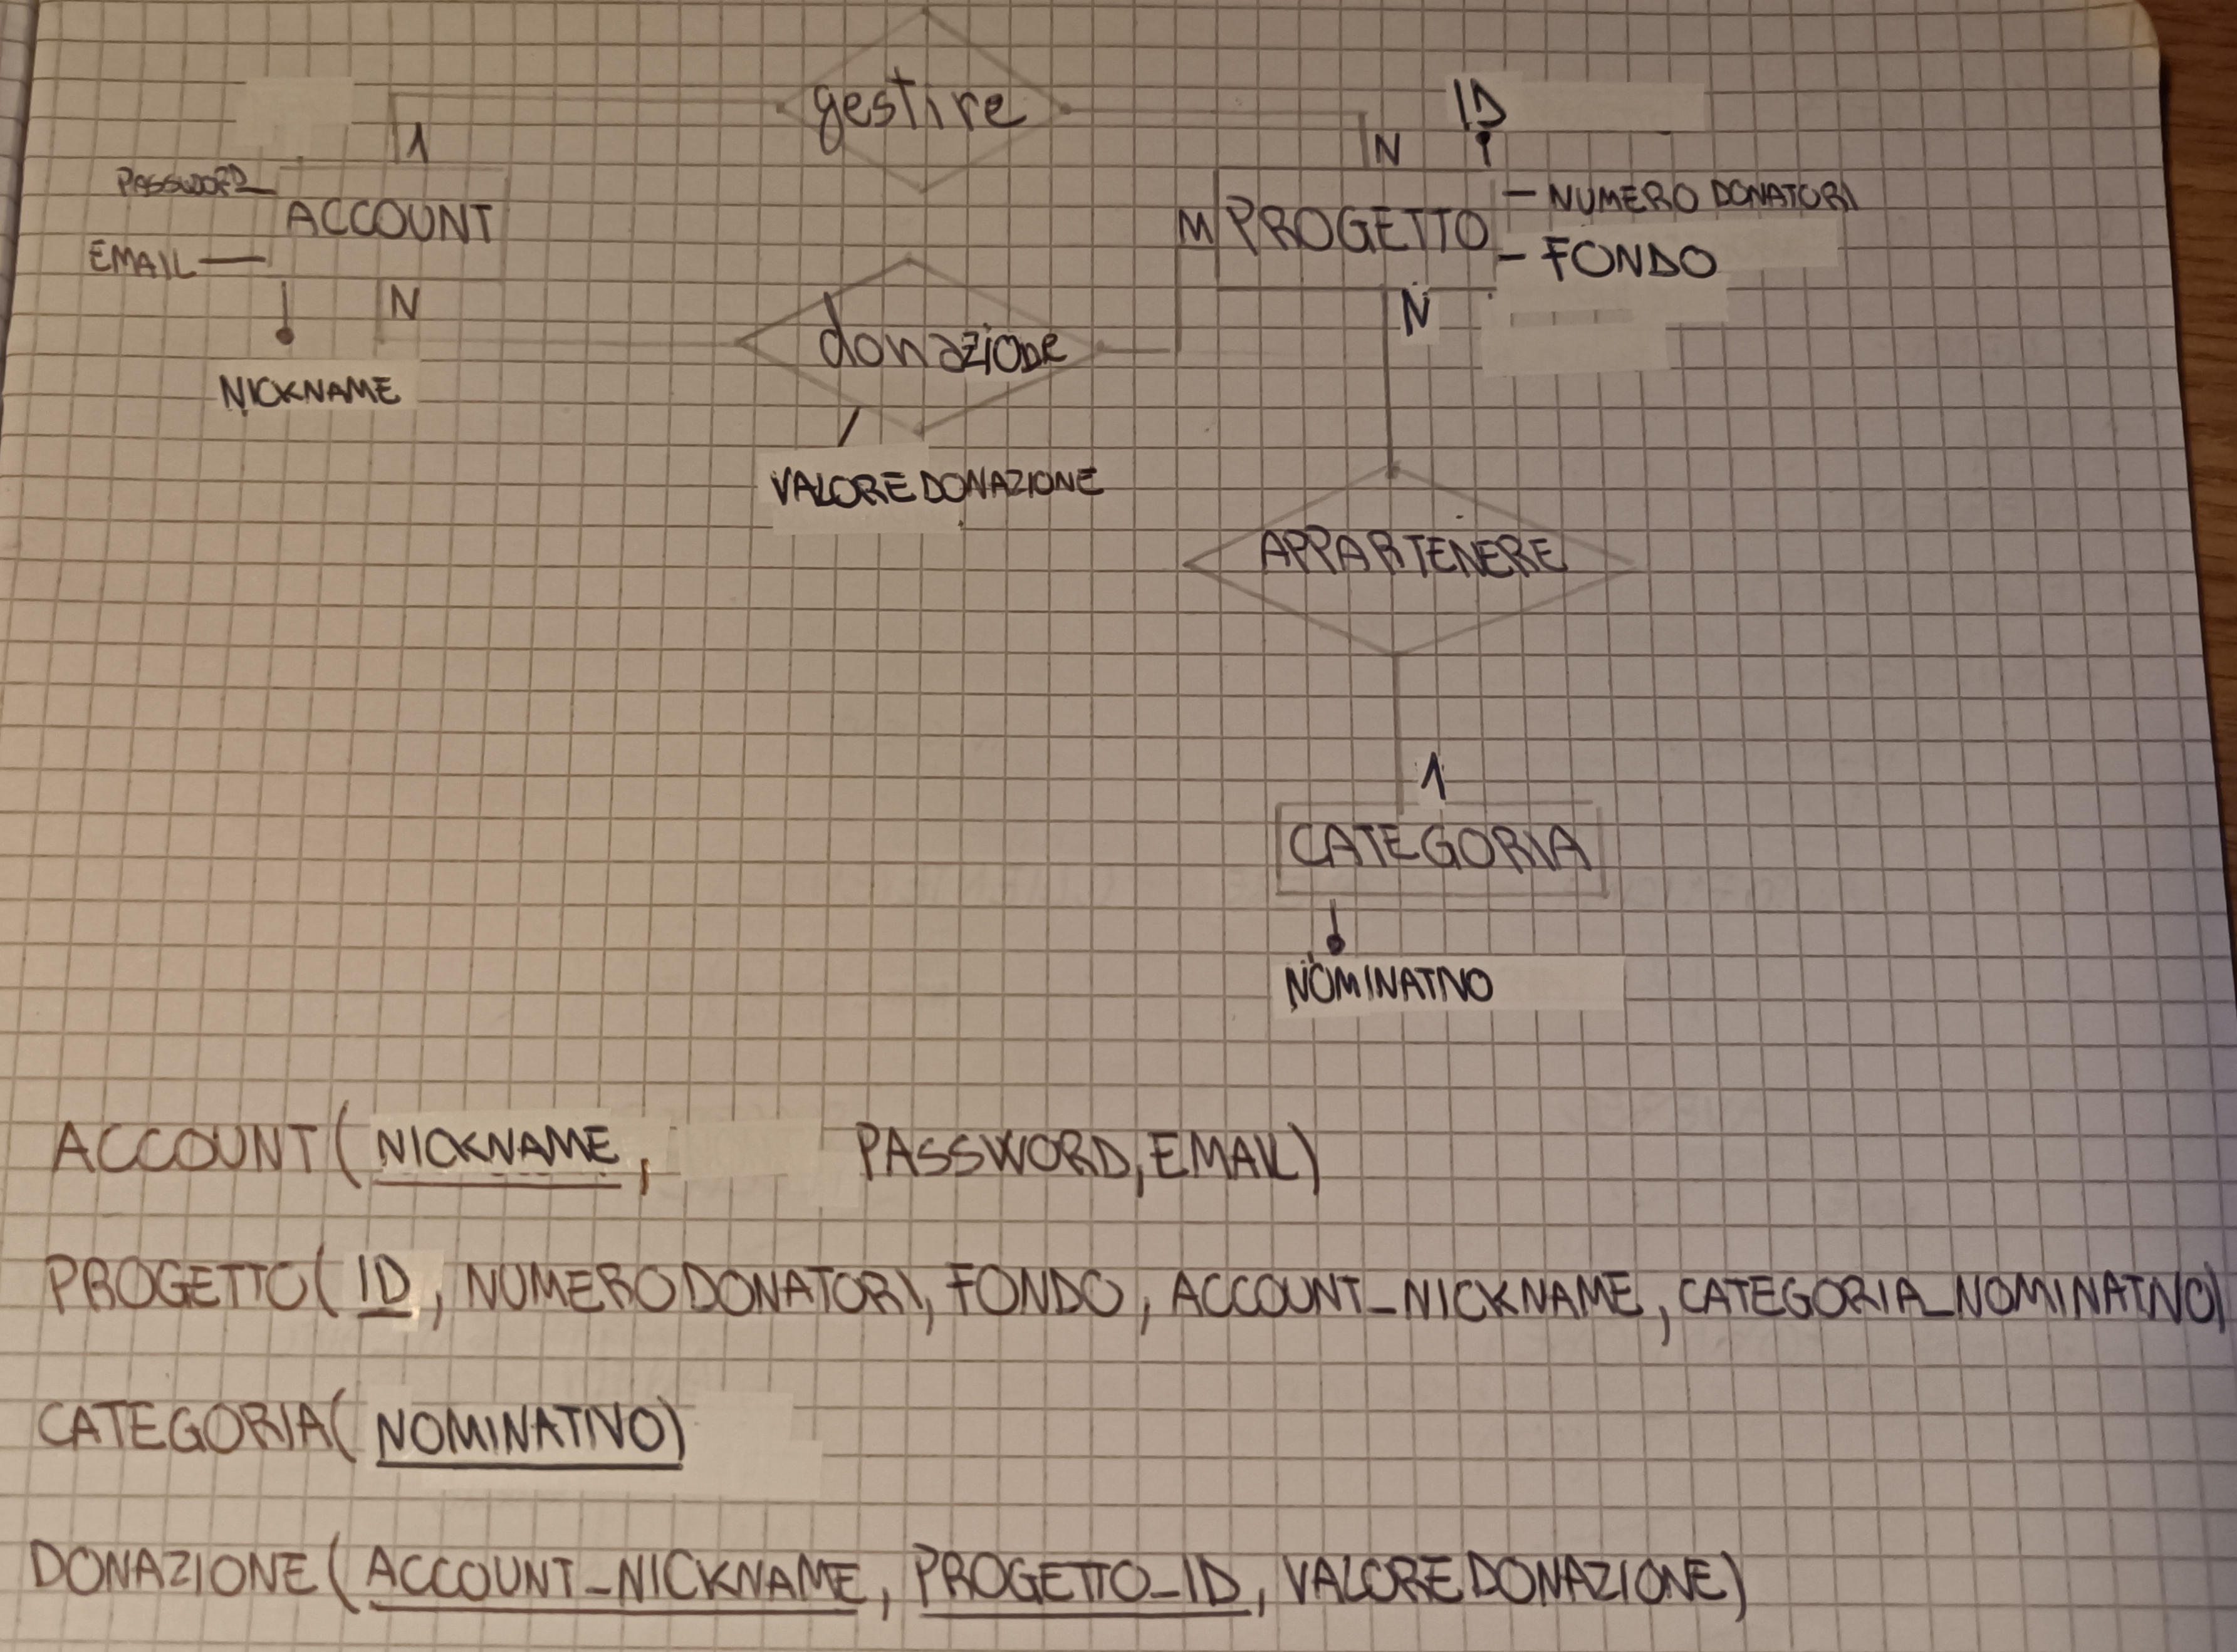 gestire
1
N
ID
PASSWORD
ACCOUNT
EMAIL
N
NICKNAME
M
PROGETTO
NUMERO DONATORI
FONDO
N
donazione
VALORE DONAZIONE
APPARTENERE
1
CATEGORIA
NOMINATIVO
ACCOUNT( NICKNAME, PASSWORD, EMAIL)
PROGETTO( ID, NUMERO DONATORI, FONDO, ACCOUNT_NICKNAME, CATEGORIA_NOMINATIVO)
CATEGORIA( NOMINATIVO)
DONAZIONE( ACCOUNT_NICKNAME, PROGETTO_ID, VALORE DONAZIONE)